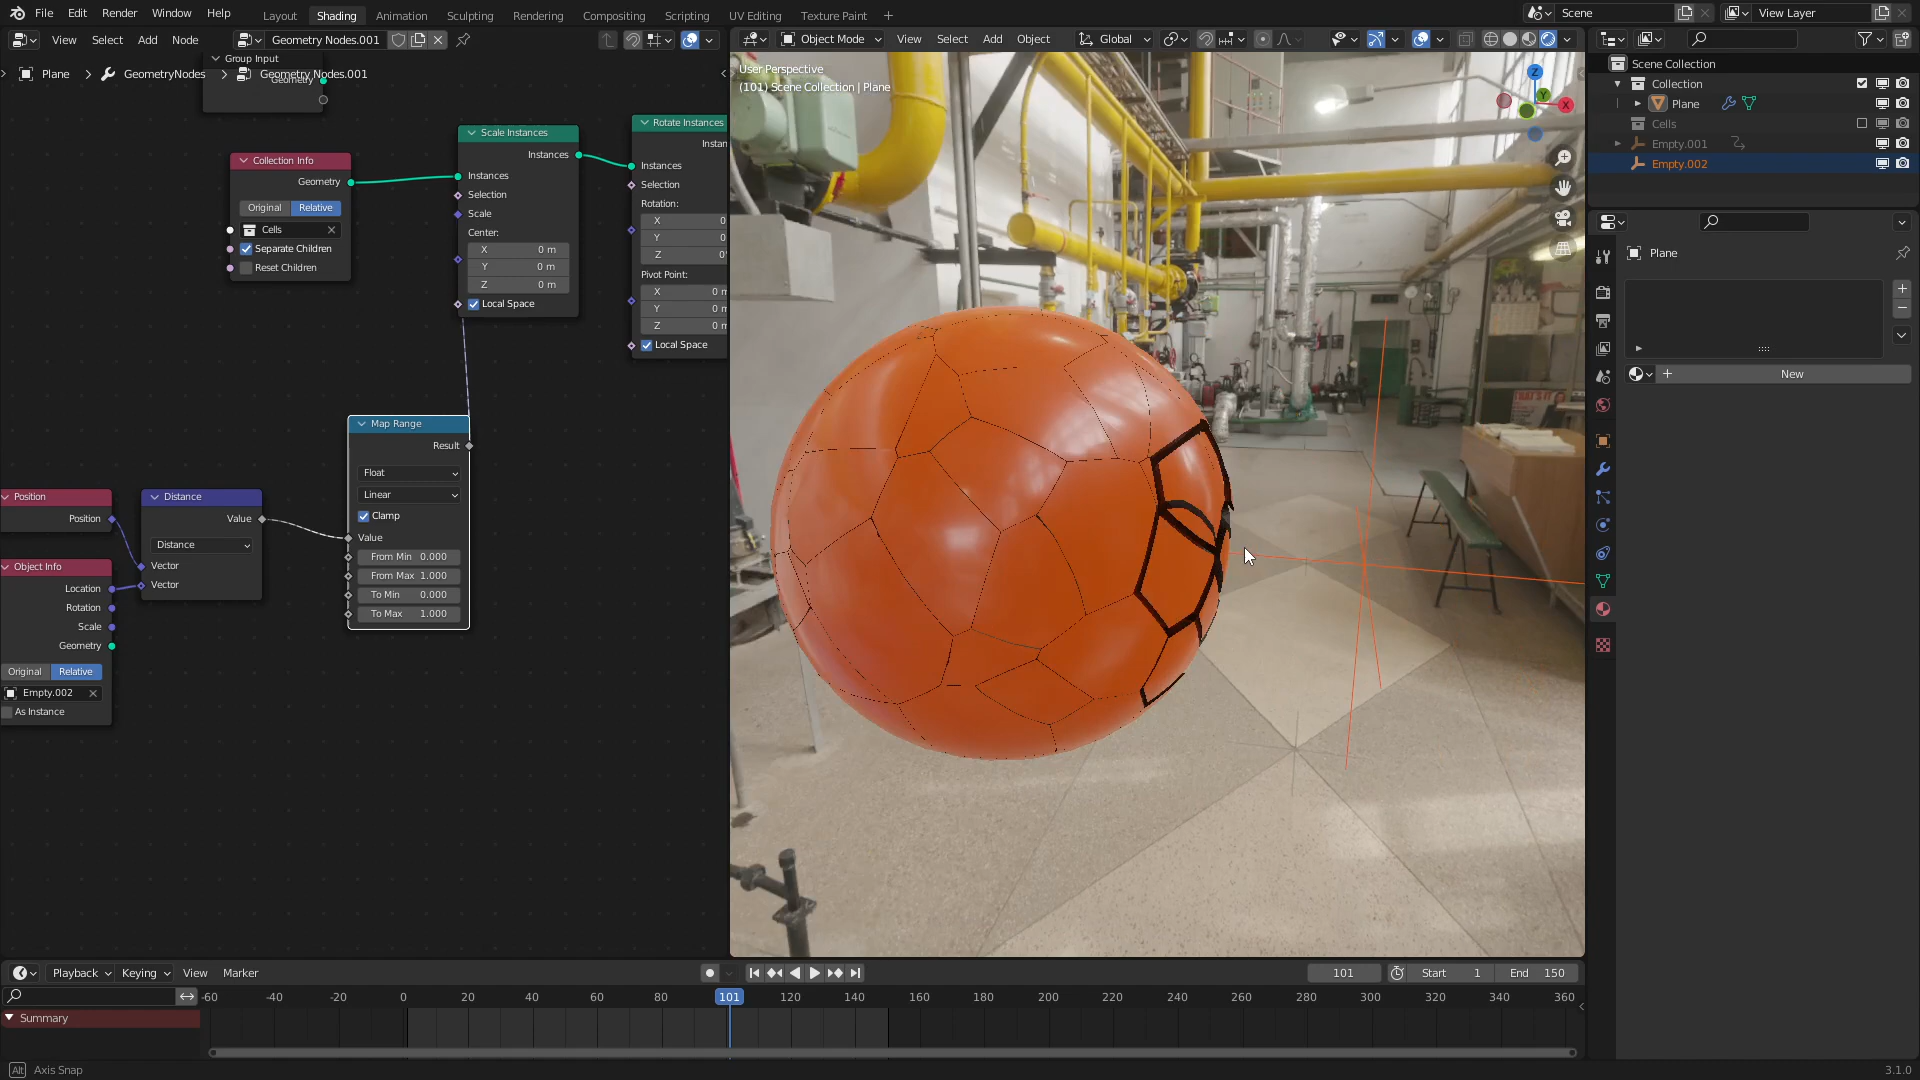 File Edit Render Window Help
Layout Shading Animation Sculpting Rendering Compositing Scripting UV Editing Texture Paint +
Scene
View Layer
View Select Add Node
Geometry Nodes.001
Object Mode View Select Add Object Global
Plane > GeometryNodes > Geometry Nodes.001
Group Input
Geometry
Collection Info
Geometry
Original Relative
Cells
Separate Children
Reset Children
Scale Instances
Instances
Instances
Selection
Scale
Center:
X 0 m
Y 0 m
Z 0 m
Local Space
Rotate Instances
Instan
Instances
Selection
Rotation:
X 0
Y 0
Z 0°
Pivot Point:
X 0 m
Y 0 m
Z 0 m
Local Space
Map Range
Result
Float
Linear
Clamp
Value
From Min 0.000
From Max 1.000
To Min 0.000
To Max 1.000
Position
Position
Distance
Value
Distance
Vector
Vector
Object Info
Location
Rotation
Scale
Geometry
Original Relative
Empty.002
As Instance
User Perspective
(101) Scene Collection | Plane
Z
Y
X
Scene Collection
Collection
Plane
Cells
Empty.001
Empty.002
Plane
New
Playback Keying View Marker
101
Start 1
End 150
-60 -40 -20 0 20 40 60 80 101 120 140 160 180 200 220 240 260 280 300 320 340 360
Summary
Alt Axis Snap
3.1.0